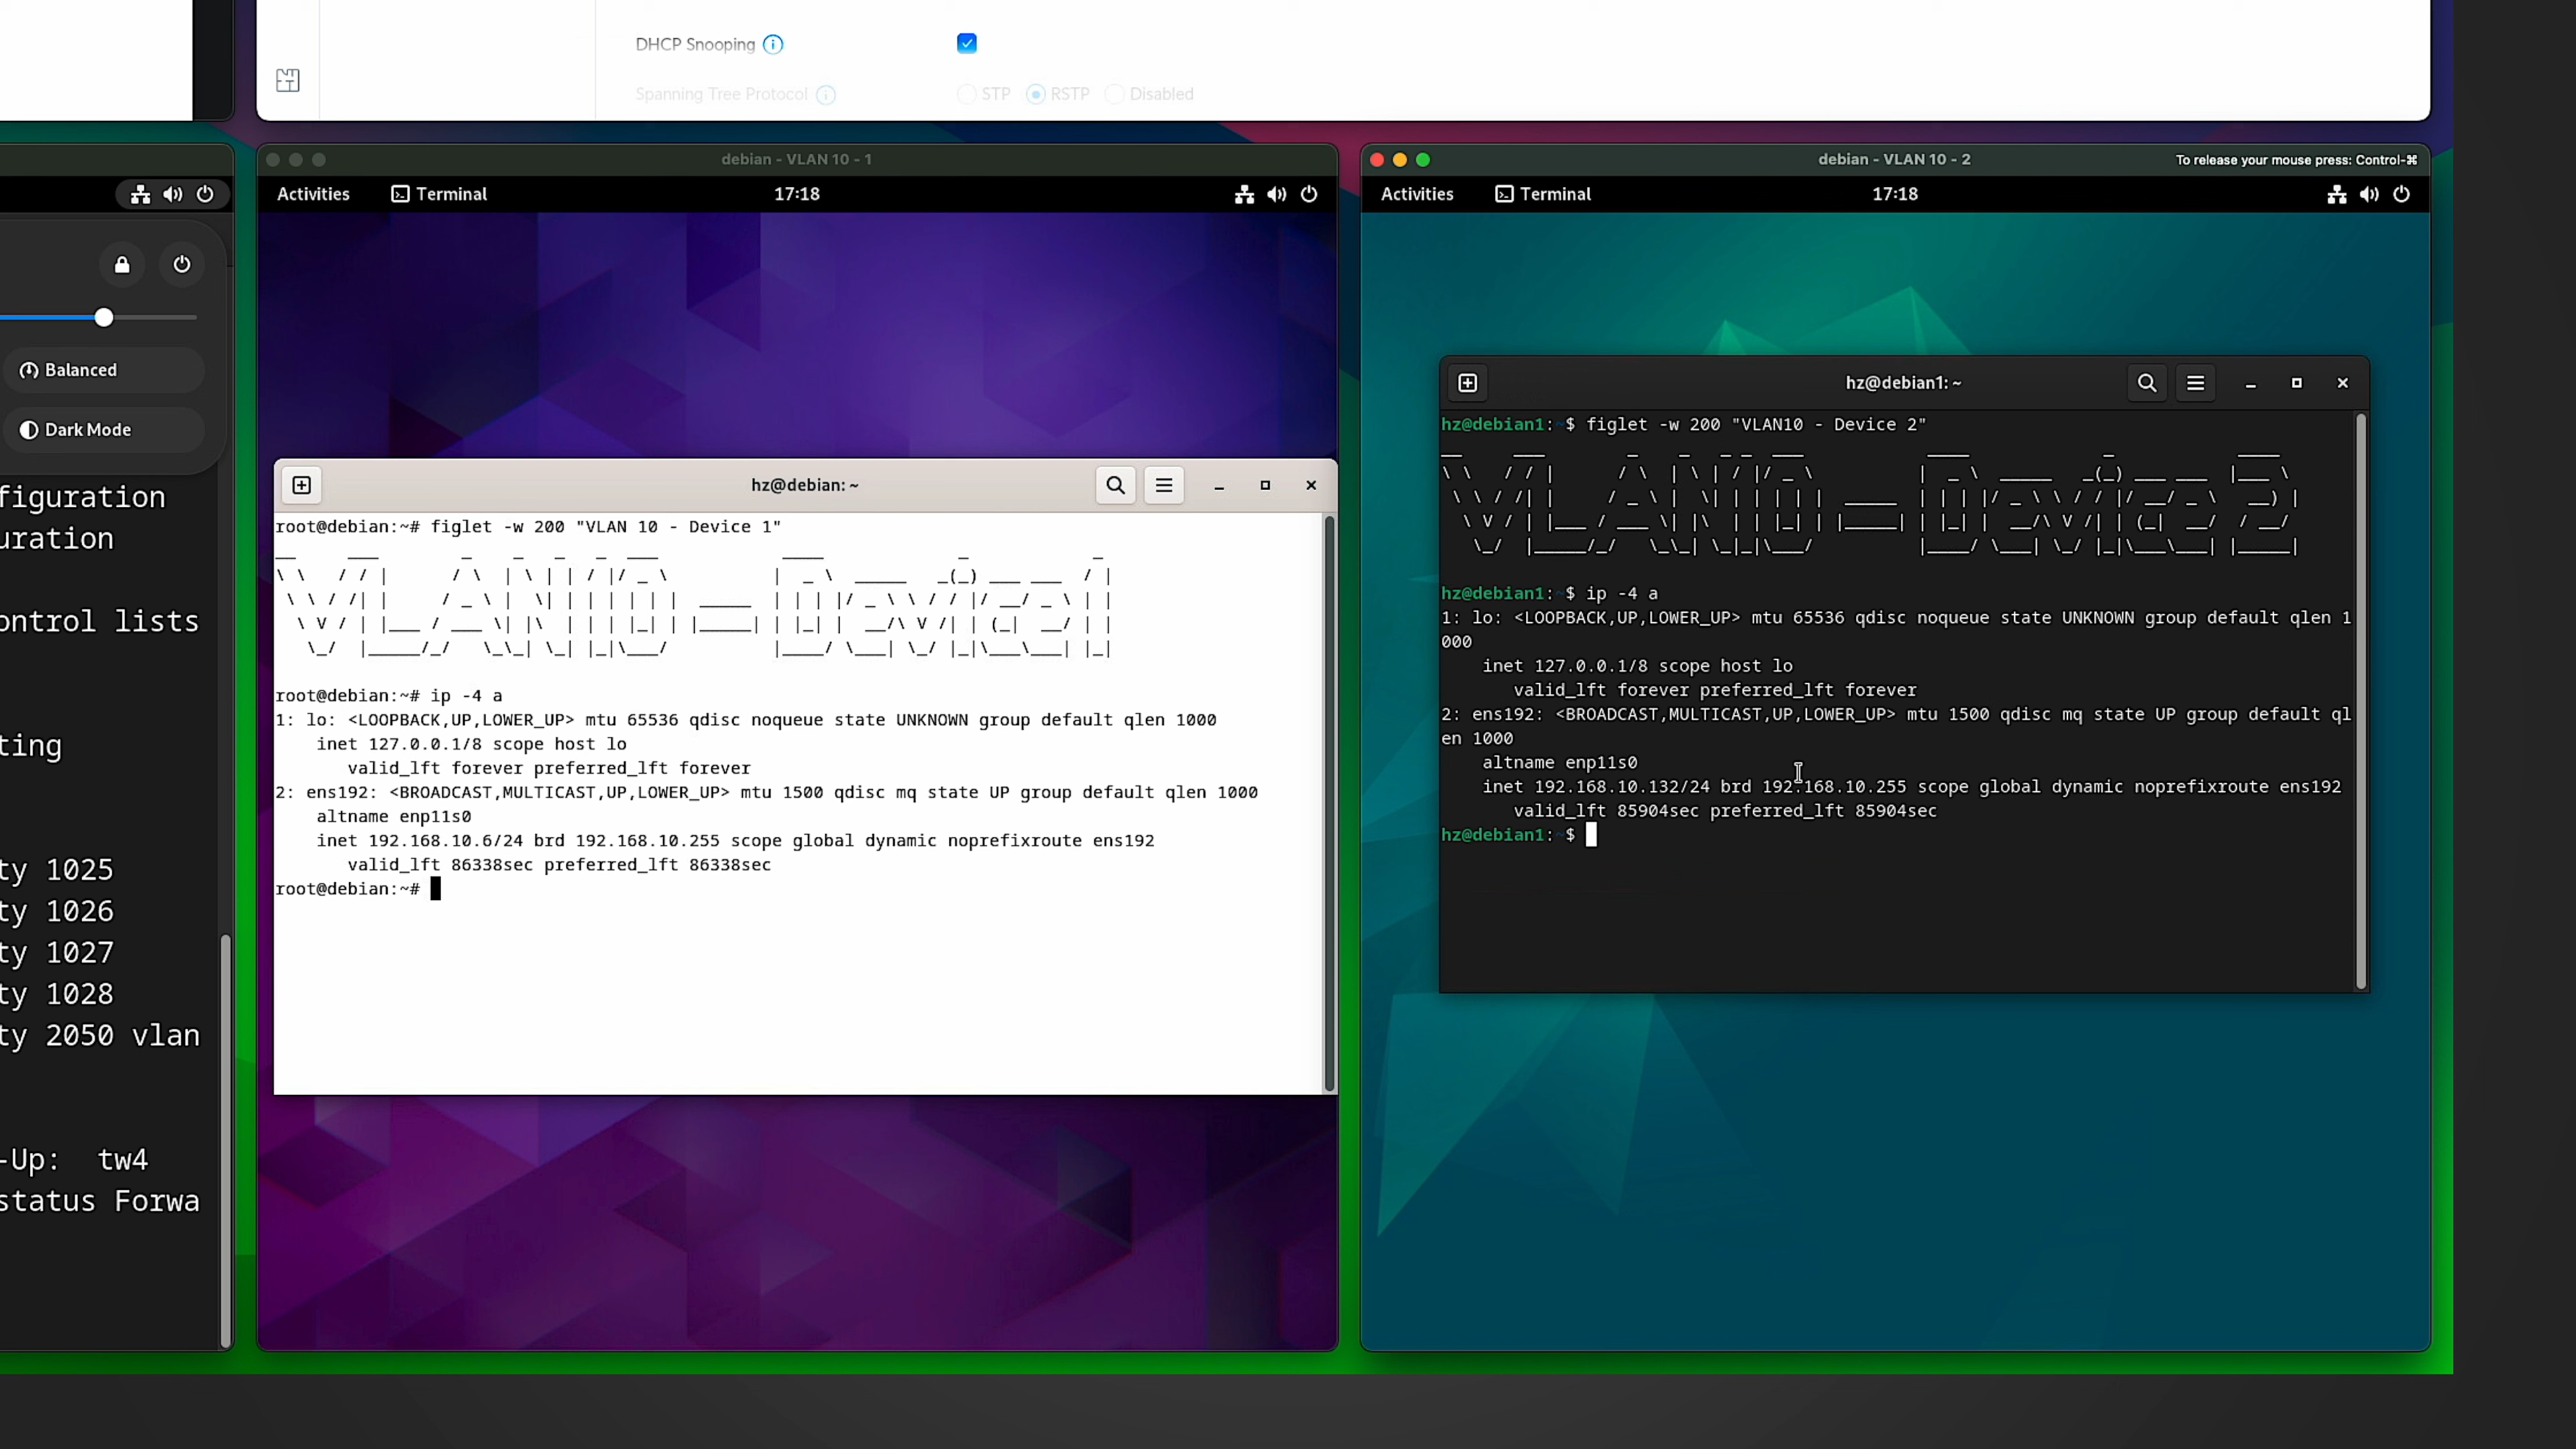 DHCP Snooping
Spanning Tree Protocol STP RSTP Disabled
Balanced
Dark Mode
figuration
uration
ontrol lists
ting
ty 1025
ty 1026
ty 1027
ty 1028
ty 2050 vlan
-Up: tw4
status Forwa
debian - VLAN 10 - 1
Activities Terminal 17:18
hz@debian: ~
root@debian:~# figlet -w 200 "VLAN 10 - Device 1"
VLAN 10 - Device 1
root@debian:~# ip -4 a
1: lo: <LOOPBACK,UP,LOWER_UP> mtu 65536 qdisc noqueue state UNKNOWN group default qlen 1000
inet 127.0.0.1/8 scope host lo
valid_lft forever preferred_lft forever
2: ens192: <BROADCAST,MULTICAST,UP,LOWER_UP> mtu 1500 qdisc mq state UP group default qlen 1000
altname enp11s0
inet 192.168.10.6/24 brd 192.168.10.255 scope global dynamic noprefixroute ens192
valid_lft 86338sec preferred_lft 86338sec
root@debian:~#
debian - VLAN 10 - 2 To release your mouse press: Control-⌘
Activities Terminal 17:18
hz@debian1: ~
hz@debian1:~$ figlet -w 200 "VLAN10 - Device 2"
VLAN10 - Device 2
hz@debian1:~$ ip -4 a
1: lo: <LOOPBACK,UP,LOWER_UP> mtu 65536 qdisc noqueue state UNKNOWN group default qlen 1
000
inet 127.0.0.1/8 scope host lo
valid_lft forever preferred_lft forever
2: ens192: <BROADCAST,MULTICAST,UP,LOWER_UP> mtu 1500 qdisc mq state UP group default ql
en 1000
altname enp11s0
inet 192.168.10.132/24 brd 192.168.10.255 scope global dynamic noprefixroute ens192
valid_lft 85904sec preferred_lft 85904sec
hz@debian1:~$